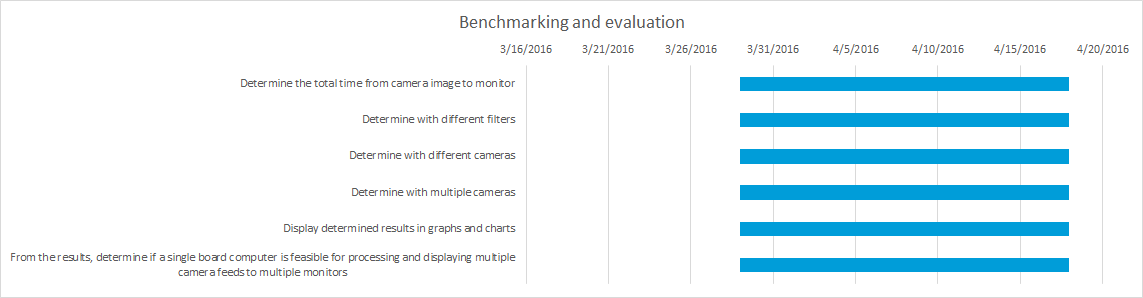 Benchmarking and evaluation
3/16/2016 3/21/2016 3/26/2016 3/31/2016 4/5/2016 4/10/2016 4/15/2016 4/20/2016
Determine the total time from camera image to monitor
Determine with different filters
Determine with different cameras
Determine with multiple cameras
Display determined results in graphs and charts
From the results, determine if a single board computer is feasible for processing and displaying multiple
camera feeds to multiple monitors